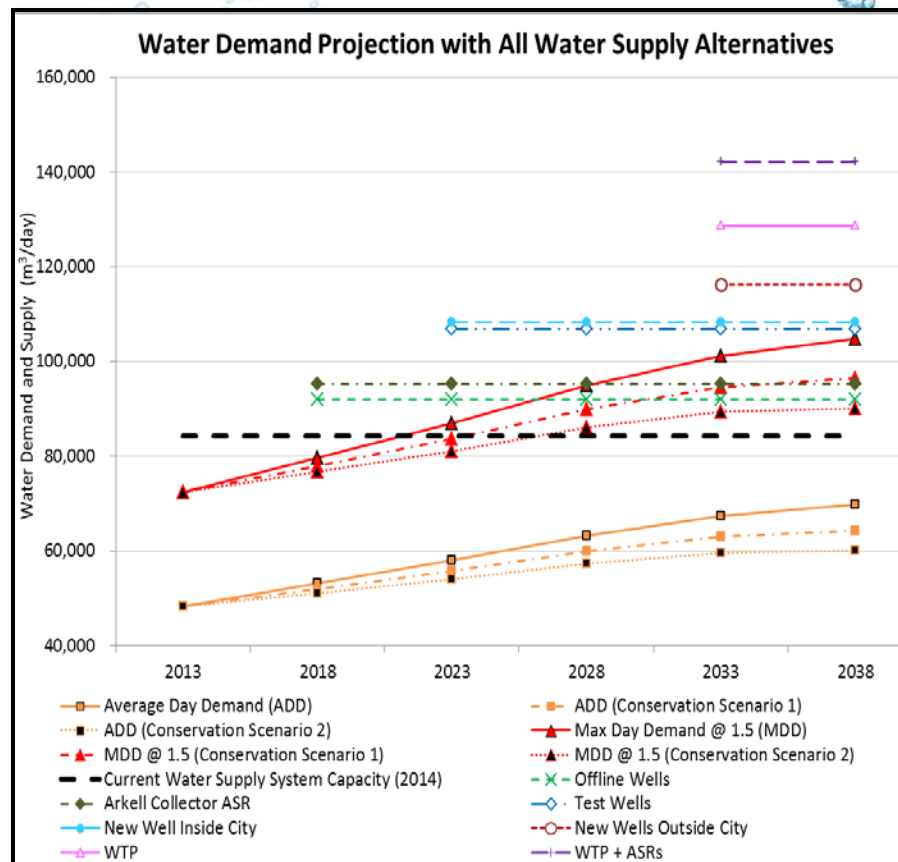 Water Demand Projection with All Water Supply Alternatives
Water Demand and Supply (m³/day)
160,000
140,000
120,000
100,000
80,000
60,000
40,000
2013 2018 2023 2028 2033 2038
Average Day Demand (ADD) ADD (Conservation Scenario 1)
ADD (Conservation Scenario 2) Max Day Demand @ 1.5 (MDD)
MDD @ 1.5 (Conservation Scenario 1) MDD @ 1.5 (Conservation Scenario 2)
Current Water Supply System Capacity (2014) Offline Wells
Arkell Collector ASR Test Wells
New Well Inside City New Wells Outside City
WTP WTP + ASRs